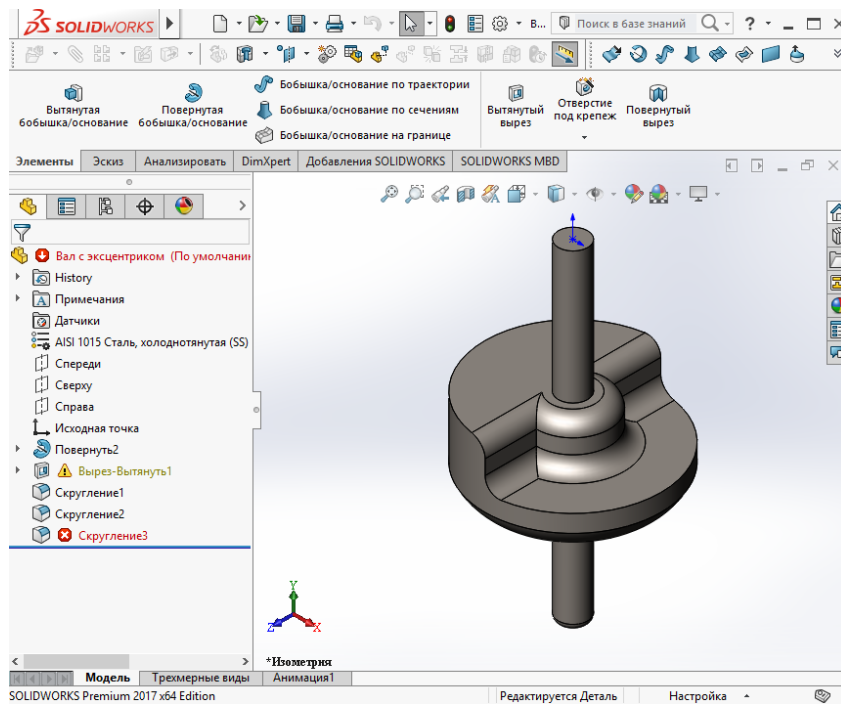 SOLIDWORKS
В...
Поиск в базе знаний
?
Вытянутая бобышка/основание
Повернутая бобышка/основание
Бобышка/основание по траектории
Бобышка/основание по сечениям
Бобышка/основание на границе
Вытянутый вырез
Отверстие под крепеж
Повернутый вырез
Элементы
Эскиз
Анализировать
DimXpert
Добавления SOLIDWORKS
SOLIDWORKS MBD
Вал с эксцентриком (По умолчани
History
Примечания
Датчики
AISI 1015 Сталь, холоднотянутая (SS)
Спереди
Сверху
Справа
Исходная точка
Повернуть2
Вырез-Вытянуть1
Скругление1
Скругление2
Скругление3
Y
Z
X
*Изометрия
Модель
Трехмерные виды
Анимация1
SOLIDWORKS Premium 2017 x64 Edition
Редактируется Деталь
Настройка